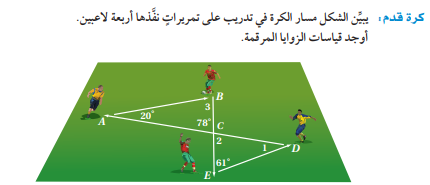 كرة قدم: يبيِّن الشكل مسار الكرة في تدريب على تمريراتٍ نفَّذها أربعة لاعبين.
أوجد قياسات الزوايا المرقمة.
B
3
A
20°
78°
C
2
1
D
61°
E